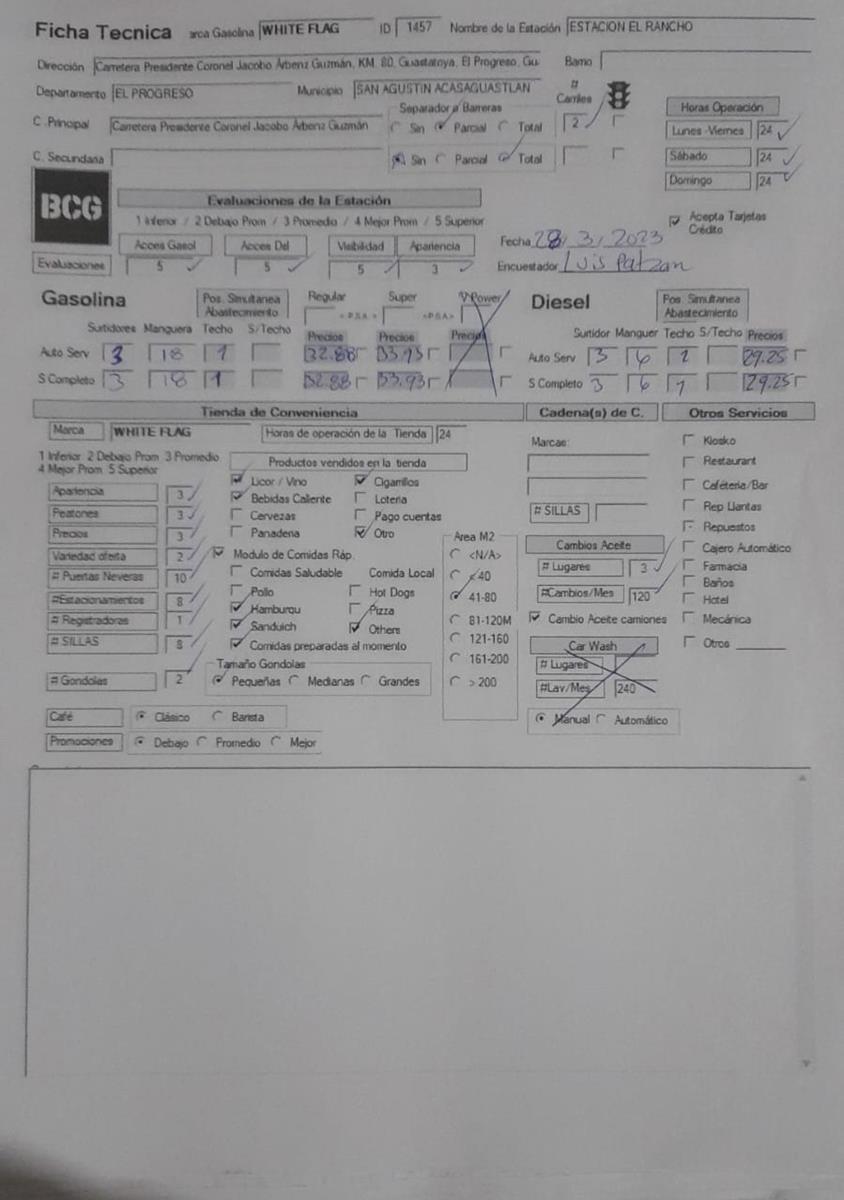 Ficha Tecnica arca Gasolina WHITE FLAG ID 1457 Nombre de la Estación ESTACION EL RANCHO
Dirección Carretera Presidente Coronel Jacobo Árbenz Guzmán, KM. 80, Guastatoya, El Progreso, Gu Barrio
Departamento EL PROGRESO Municipio SAN AGUSTIN ACASAGUASTLAN # Carriles
Separador o Barreras Horas Operación
C .Principal Carretera Presidente Coronel Jacobo Árbenz Guzmán Sin Parcial Total 2 Lunes -Viernes 24
C. Secundaria Sin Parcial Total Sábado 24
Domingo 24
BCG Evaluaciones de la Estación
1 Inferior / 2 Debajo Prom / 3 Promedio / 4 Mejor Prom / 5 Superior Acepta Tarjetas Crédito
Acces Gasol Acces Dsl Visibilidad Apariencia Fecha 28/3/2023
Evaluaciones 5 5 5 3 Encuestador Luis Patzan
Gasolina Pos. Simultanea Abastecimiento Regular Super V-Power Diesel Pos. Simultanea Abastecimiento
Surtidores Manguera Techo S/Techo Precios Precios Precios Surtidor Manguer Techo S/Techo Precios
Auto Serv 3 18 1 32.88 Auto Serv 3 6 29.25
S Completo 3 18 1 32.88 33.93 S Completo 3 6 1 29.25
Tienda de Conveniencia Cadena(s) de C. Otros Servicios
Marca WHITE FLAG Horas de operación de la Tienda 24 Marcas: Kiosko
1 Inferior 2 Debajo Prom 3 Promedio
4 Mejor Prom 5 Superior Productos vendidos en la tienda Restaurant
Apariencia 3 Licor / Vino Cigarrillos Cafeteria/Bar
Peatones 3 Bebidas Caliente Loteria
Precios 3 Cervezas Pago cuentas # SILLAS Rep Llantas
Variedad oferta 2 Panaderia Otro Area M2 Repuestos
# Puertas Neveras 10 Modulo de Comidas Ráp. <N/A> Cambios Aceite Cajero Automático
Comidas Saludable Comida Local <40 # Lugares 3 Farmacia
#Estacionamientos 8 Pollo Hot Dogs 41-80 #Cambios/Mes 120 Baños
# Registradoras 1 Hamburqu Pizza Hotel
# SILLAS 8 Sanduich Others 81-120M Cambio Aceite camiones Mecánica
Comidas preparadas al momento 121-160 Car Wash Otros
# Gondolas 2 Tamaño Gondolas 161-200 # Lugares
Pequeñas Medianas Grandes > 200 #Lav/Mes 240
Café Clásico Barista Manual Automático
Promociones Debajo Promedio Mejor